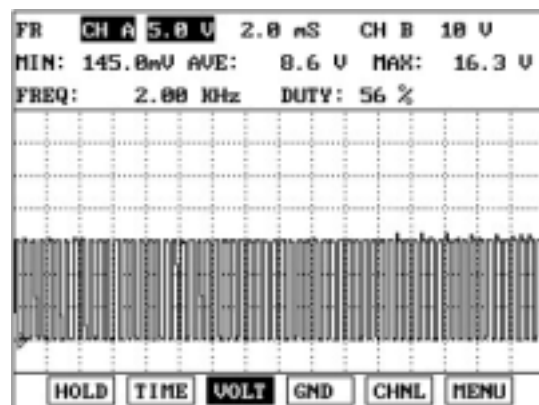 FR CH A 5.0 V 2.0 mS CH B 10 V
MIN: 145.0mV AVE: 8.6 V MAX: 16.3 V
FREQ: 2.00 KHz DUTY: 56 %
HOLD TIME VOLT GND CHNL MENU